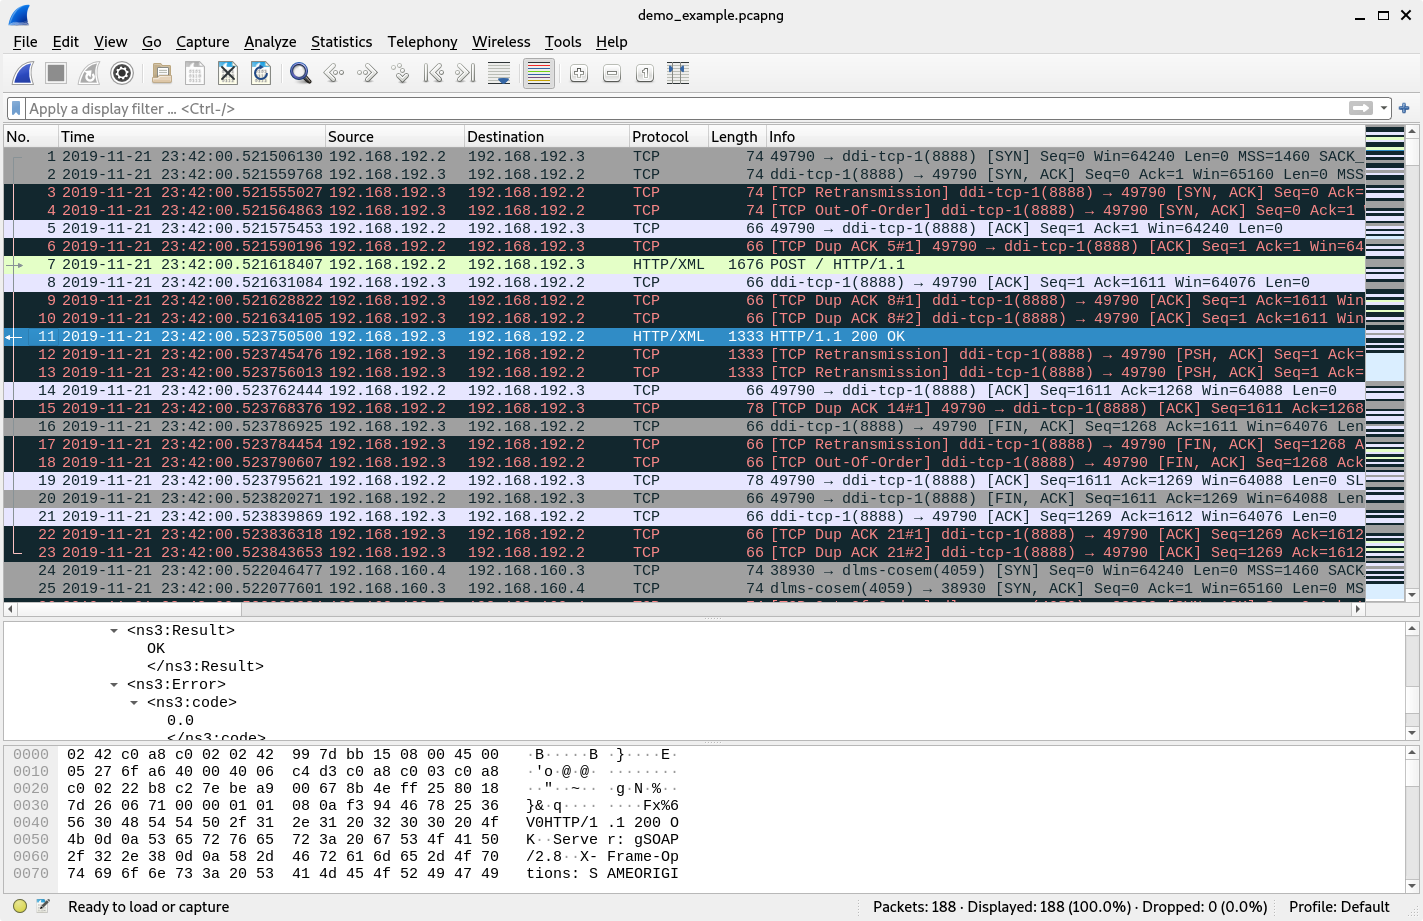 demo_example.pcapng
File Edit View Go Capture Analyze Statistics Telephony Wireless Tools Help
Apply a display filter … <Ctrl-/>
No. Time Source Destination Protocol Length Info
1 2019-11-21 23:42:00.521506130 192.168.192.2 192.168.192.3 TCP 74 49790 → ddi-tcp-1(8888) [SYN] Seq=0 Win=64240 Len=0 MSS=1460 SACK_
2 2019-11-21 23:42:00.521559768 192.168.192.3 192.168.192.2 TCP 74 ddi-tcp-1(8888) → 49790 [SYN, ACK] Seq=0 Ack=1 Win=65160 Len=0 MSS
3 2019-11-21 23:42:00.521555027 192.168.192.3 192.168.192.2 TCP 74 [TCP Retransmission] ddi-tcp-1(8888) → 49790 [SYN, ACK] Seq=0 Ack=
4 2019-11-21 23:42:00.521564863 192.168.192.3 192.168.192.2 TCP 74 [TCP Out-Of-Order] ddi-tcp-1(8888) → 49790 [SYN, ACK] Seq=0 Ack=1
5 2019-11-21 23:42:00.521575453 192.168.192.2 192.168.192.3 TCP 66 49790 → ddi-tcp-1(8888) [ACK] Seq=1 Ack=1 Win=64240 Len=0
6 2019-11-21 23:42:00.521590196 192.168.192.2 192.168.192.3 TCP 66 [TCP Dup ACK 5#1] 49790 → ddi-tcp-1(8888) [ACK] Seq=1 Ack=1 Win=64
7 2019-11-21 23:42:00.521618407 192.168.192.2 192.168.192.3 HTTP/XML 1676 POST / HTTP/1.1
8 2019-11-21 23:42:00.521631084 192.168.192.3 192.168.192.2 TCP 66 ddi-tcp-1(8888) → 49790 [ACK] Seq=1 Ack=1611 Win=64076 Len=0
9 2019-11-21 23:42:00.521628822 192.168.192.3 192.168.192.2 TCP 66 [TCP Dup ACK 8#1] ddi-tcp-1(8888) → 49790 [ACK] Seq=1 Ack=1611 Win
10 2019-11-21 23:42:00.521634105 192.168.192.3 192.168.192.2 TCP 66 [TCP Dup ACK 8#2] ddi-tcp-1(8888) → 49790 [ACK] Seq=1 Ack=1611 Win
11 2019-11-21 23:42:00.523750500 192.168.192.3 192.168.192.2 HTTP/XML 1333 HTTP/1.1 200 OK
12 2019-11-21 23:42:00.523745476 192.168.192.3 192.168.192.2 TCP 1333 [TCP Retransmission] ddi-tcp-1(8888) → 49790 [PSH, ACK] Seq=1 Ack=
13 2019-11-21 23:42:00.523756013 192.168.192.3 192.168.192.2 TCP 1333 [TCP Retransmission] ddi-tcp-1(8888) → 49790 [PSH, ACK] Seq=1 Ack=
14 2019-11-21 23:42:00.523762444 192.168.192.2 192.168.192.3 TCP 66 49790 → ddi-tcp-1(8888) [ACK] Seq=1611 Ack=1268 Win=64088 Len=0
15 2019-11-21 23:42:00.523768376 192.168.192.2 192.168.192.3 TCP 78 [TCP Dup ACK 14#1] 49790 → ddi-tcp-1(8888) [ACK] Seq=1611 Ack=1268
16 2019-11-21 23:42:00.523786925 192.168.192.3 192.168.192.2 TCP 66 ddi-tcp-1(8888) → 49790 [FIN, ACK] Seq=1268 Ack=1611 Win=64076 Len
17 2019-11-21 23:42:00.523784454 192.168.192.3 192.168.192.2 TCP 66 [TCP Retransmission] ddi-tcp-1(8888) → 49790 [FIN, ACK] Seq=1268 A
18 2019-11-21 23:42:00.523790607 192.168.192.3 192.168.192.2 TCP 66 [TCP Out-Of-Order] ddi-tcp-1(8888) → 49790 [FIN, ACK] Seq=1268 Ack
19 2019-11-21 23:42:00.523795621 192.168.192.2 192.168.192.3 TCP 78 49790 → ddi-tcp-1(8888) [ACK] Seq=1611 Ack=1269 Win=64088 Len=0 SL
20 2019-11-21 23:42:00.523820271 192.168.192.2 192.168.192.3 TCP 66 49790 → ddi-tcp-1(8888) [FIN, ACK] Seq=1611 Ack=1269 Win=64088 Len
21 2019-11-21 23:42:00.523839869 192.168.192.3 192.168.192.2 TCP 66 ddi-tcp-1(8888) → 49790 [ACK] Seq=1269 Ack=1612 Win=64076 Len=0
22 2019-11-21 23:42:00.523836318 192.168.192.3 192.168.192.2 TCP 66 [TCP Dup ACK 21#1] ddi-tcp-1(8888) → 49790 [ACK] Seq=1269 Ack=1612
23 2019-11-21 23:42:00.523843653 192.168.192.3 192.168.192.2 TCP 66 [TCP Dup ACK 21#2] ddi-tcp-1(8888) → 49790 [ACK] Seq=1269 Ack=1612
24 2019-11-21 23:42:00.522046477 192.168.160.4 192.168.160.3 TCP 74 38930 → dlms-cosem(4059) [SYN] Seq=0 Win=64240 Len=0 MSS=1460 SACK
25 2019-11-21 23:42:00.522077601 192.168.160.3 192.168.160.4 TCP 74 dlms-cosem(4059) → 38930 [SYN, ACK] Seq=0 Ack=1 Win=65160 Len=0 MS
<ns3:Result>
OK
</ns3:Result>
<ns3:Error>
<ns3:code>
0.0
</ns3:code>
0000 02 42 c0 a8 c0 02 02 42 99 7d bb 15 08 00 45 00 ·B·····B ·}····E·
0010 05 27 6f a6 40 00 40 06 c4 d3 c0 a8 c0 03 c0 a8 ·'o·@·@· ········
0020 c0 02 22 b8 c2 7e be a9 00 67 8b 4e ff 25 80 18 ··"··~·· ·g·N·%··
0030 7d 26 06 71 00 00 01 01 08 0a f3 94 46 78 25 36 }&·q···· ····Fx%6
0040 56 30 48 54 54 50 2f 31 2e 31 20 32 30 30 20 4f V0HTTP/1 .1 200 O
0050 4b 0d 0a 53 65 72 76 65 72 3a 20 67 53 4f 41 50 K··Serve r: gSOAP
0060 2f 32 2e 38 0d 0a 58 2d 46 72 61 6d 65 2d 4f 70 /2.8··X- Frame-Op
0070 74 69 6f 6e 73 3a 20 53 41 4d 45 4f 52 49 47 49 tions: S AMEORIGI
Ready to load or capture Packets: 188 · Displayed: 188 (100.0%) · Dropped: 0 (0.0%) Profile: Default